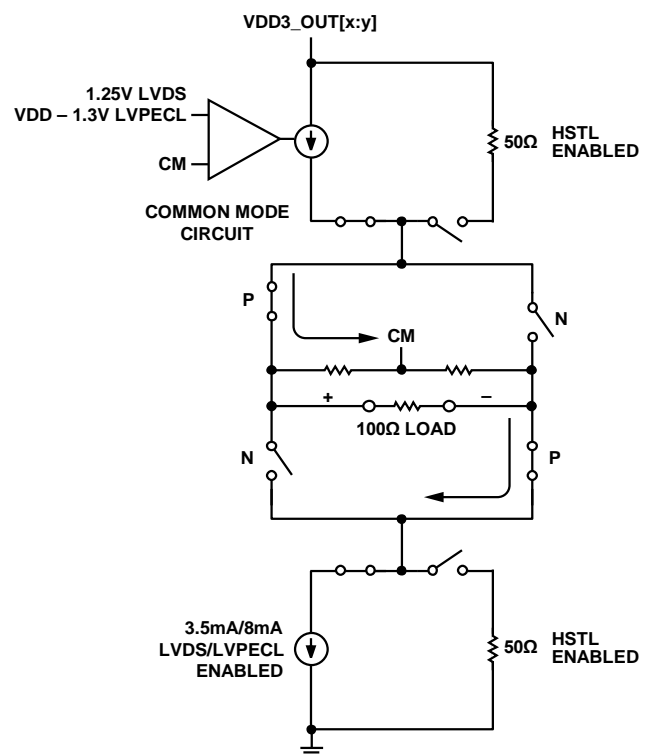 VDD3_OUT[x:y]
1.25V LVDS
VDD – 1.3V LVPECL
CM
COMMON MODE
CIRCUIT
50Ω
HSTL
ENABLED
P
N
CM
+
–
100Ω LOAD
N
P
3.5mA/8mA
LVDS/LVPECL
ENABLED
50Ω
HSTL
ENABLED